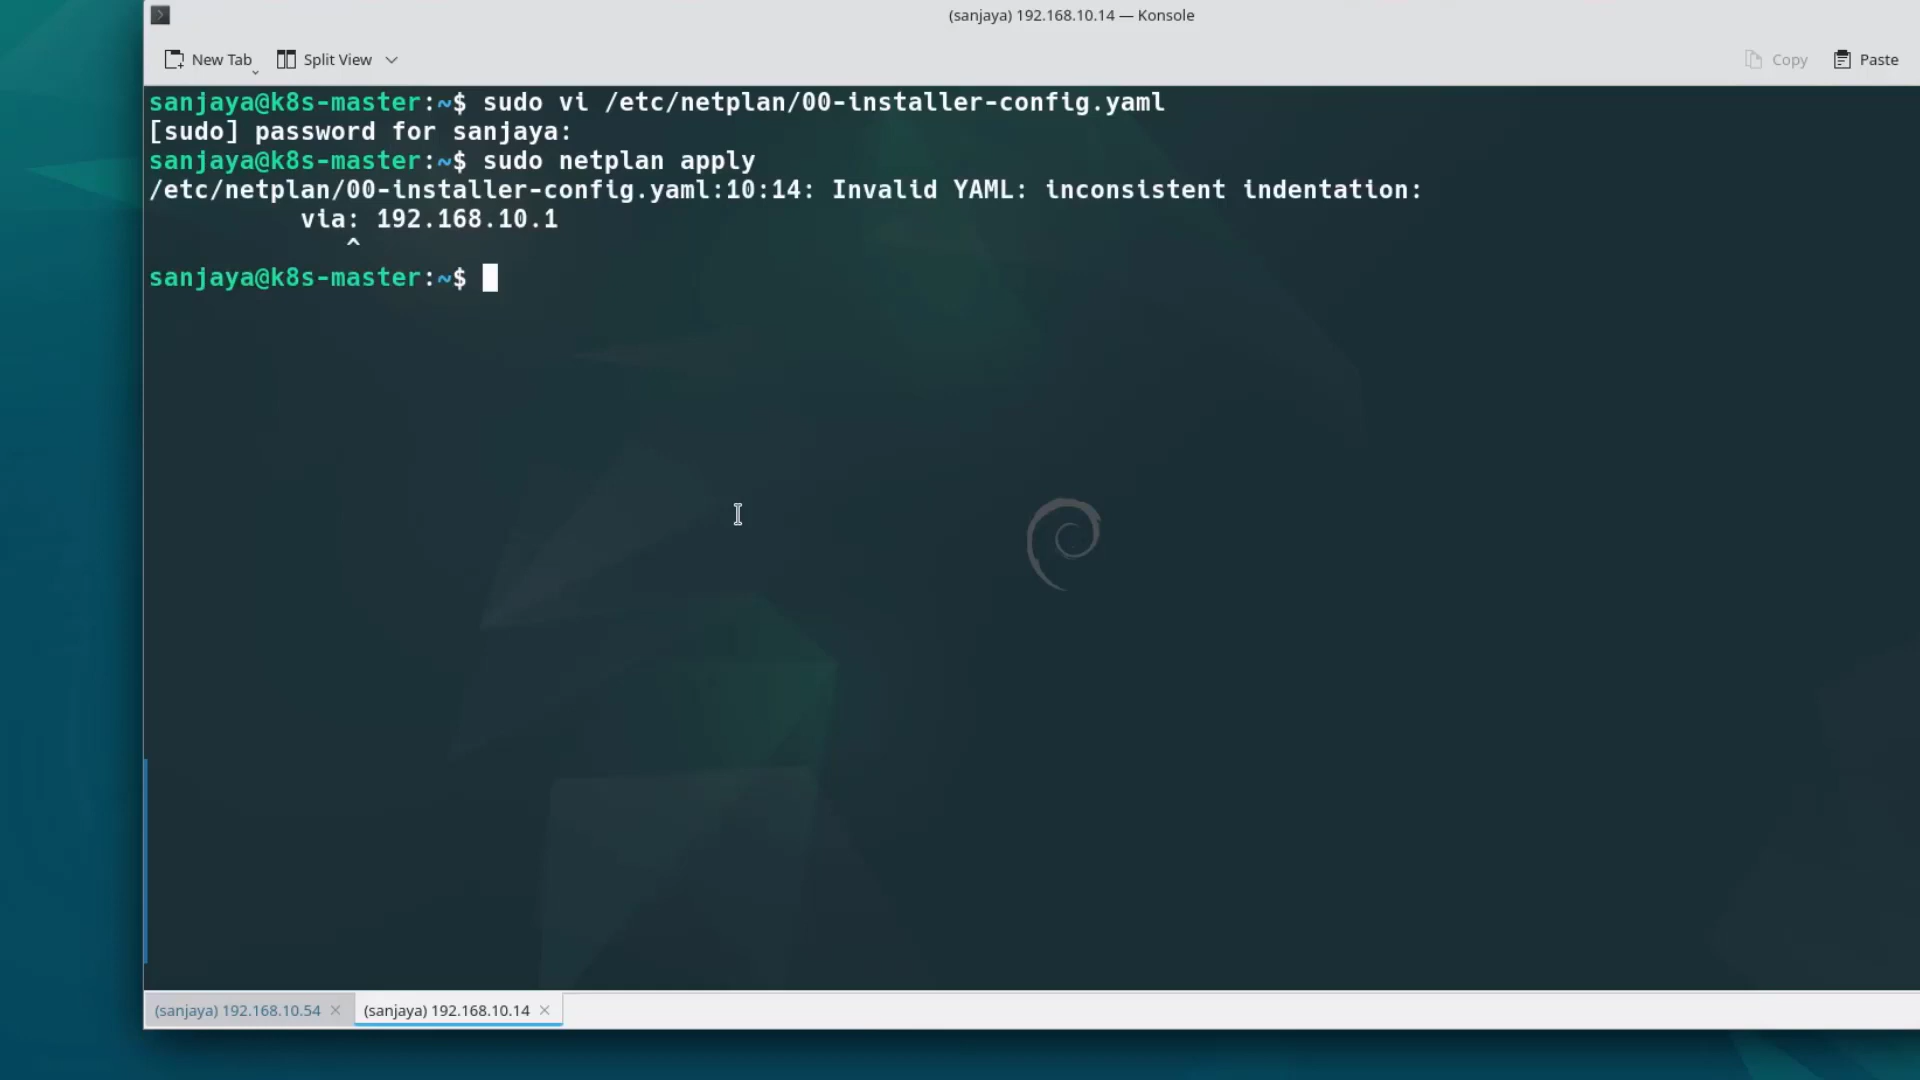 (sanjaya) 192.168.10.14 — Konsole
New Tab Split View Copy Paste
sanjaya@k8s-master:~$ sudo vi /etc/netplan/00-installer-config.yaml
[sudo] password for sanjaya:
sanjaya@k8s-master:~$ sudo netplan apply
/etc/netplan/00-installer-config.yaml:10:14: Invalid YAML: inconsistent indentation:
         via: 192.168.10.1
             ^
sanjaya@k8s-master:~$
(sanjaya) 192.168.10.54 (sanjaya) 192.168.10.14